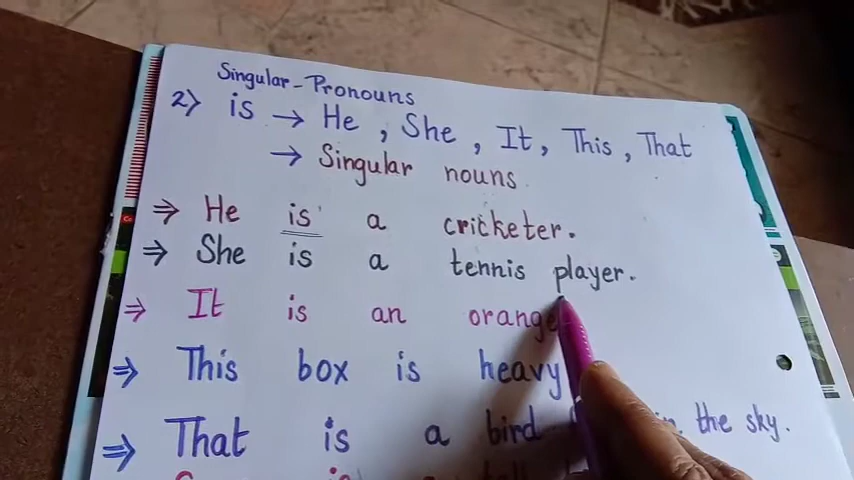 Singular - Pronouns
2> is → He, She, It, This, That
→ Singular nouns
⇒ He is a cricketer.
⇒ She is a tennis player.
⇒ It is an orange
⇒ This box is heavy
⇒ That is a bird in the sky.